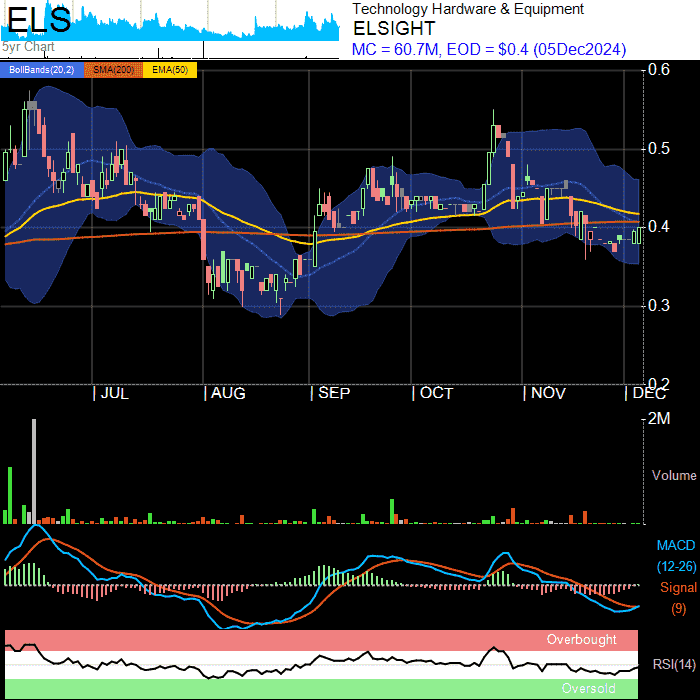 ELS
5yr Chart
Technology Hardware & Equipment
ELSIGHT
MC = 60.7M, EOD = $0.4 (05Dec2024)
BollBands(20,2) SMA(200) EMA(50)
0.6
0.5
0.4
0.3
0.2
JUL AUG SEP OCT NOV DEC
2M
Volume
MACD
(12-26)
Signal
(9)
Overbought
RSI(14)
Oversold